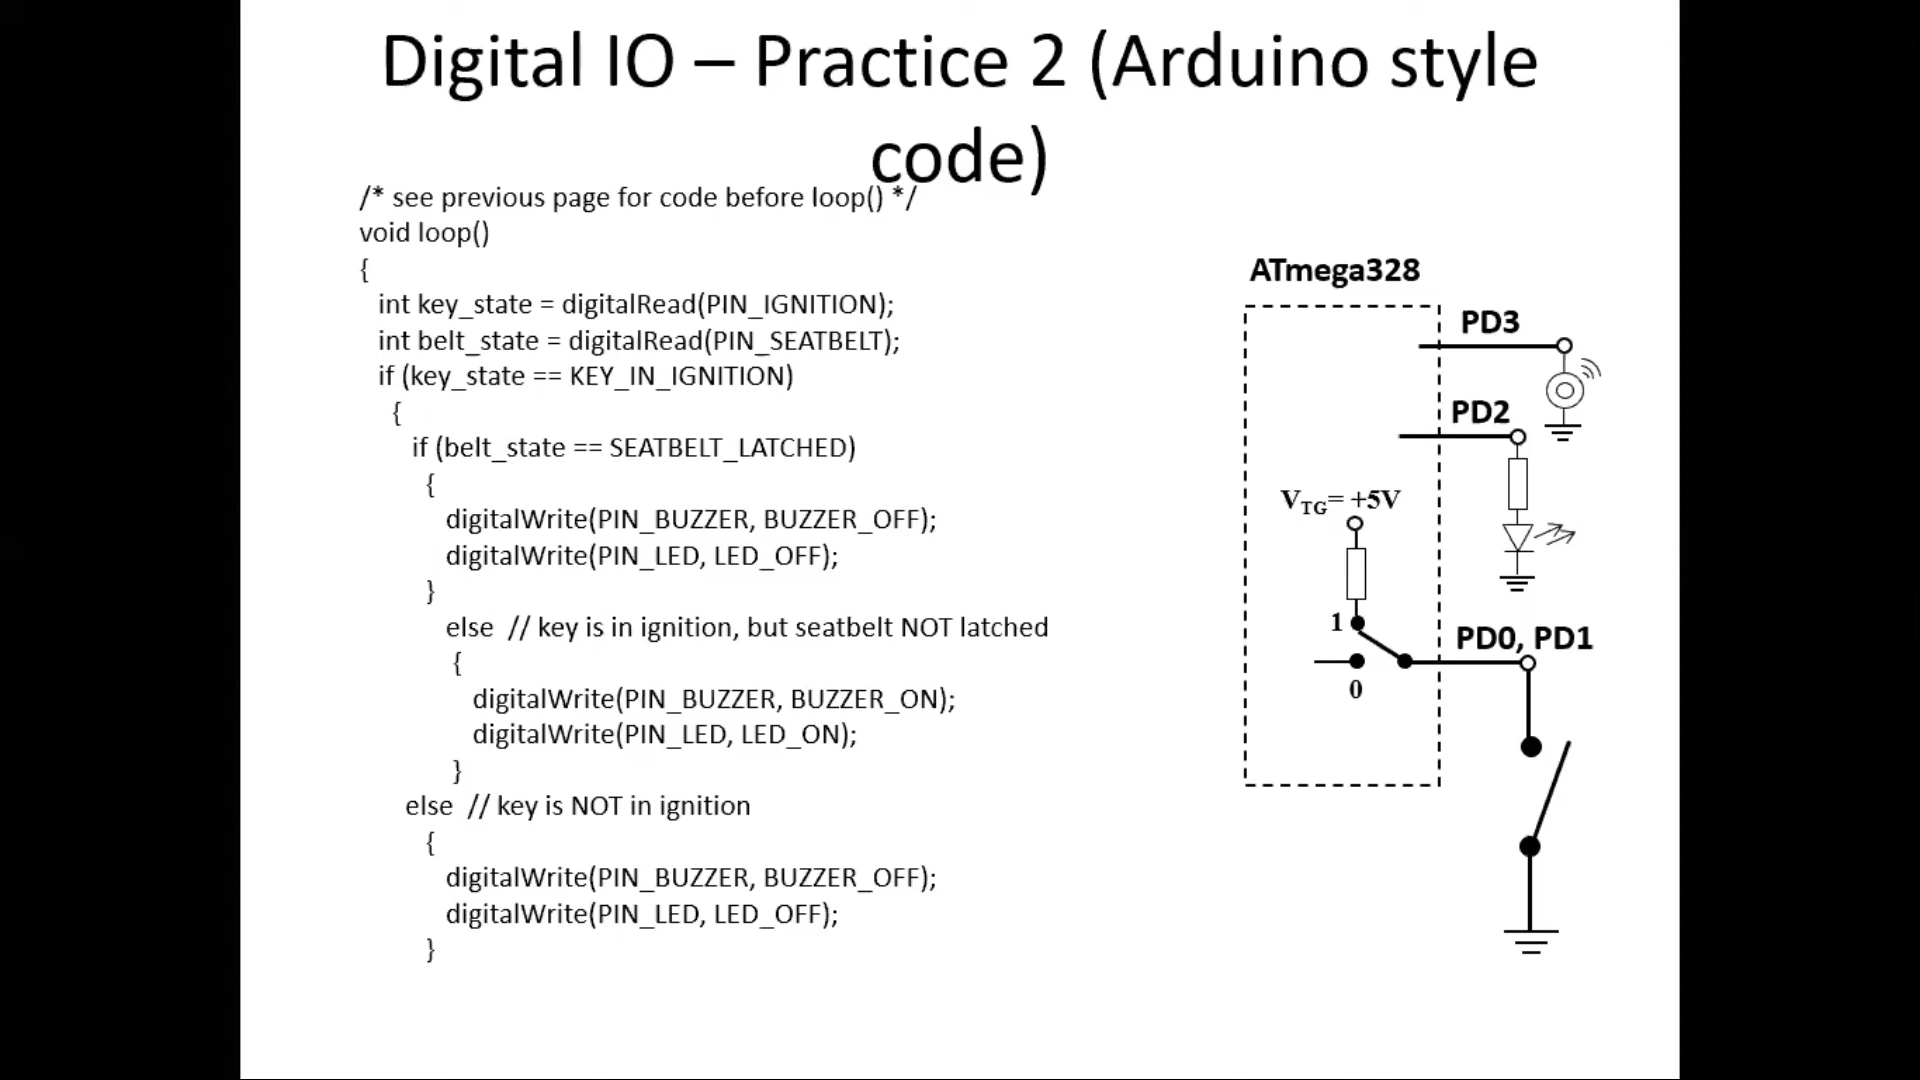 Digital IO – Practice 2 (Arduino style
code)
/* see previous page for code before loop() */
void loop()
{
int key_state = digitalRead(PIN_IGNITION);
int belt_state = digitalRead(PIN_SEATBELT);
if (key_state == KEY_IN_IGNITION)
{
if (belt_state == SEATBELT_LATCHED)
{
digitalWrite(PIN_BUZZER, BUZZER_OFF);
digitalWrite(PIN_LED, LED_OFF);
}
else // key is in ignition, but seatbelt NOT latched
{
digitalWrite(PIN_BUZZER, BUZZER_ON);
digitalWrite(PIN_LED, LED_ON);
}
else // key is NOT in ignition
{
digitalWrite(PIN_BUZZER, BUZZER_OFF);
digitalWrite(PIN_LED, LED_OFF);
}
ATmega328
PD3
PD2
VTG= +5V
1
PD0, PD1
0